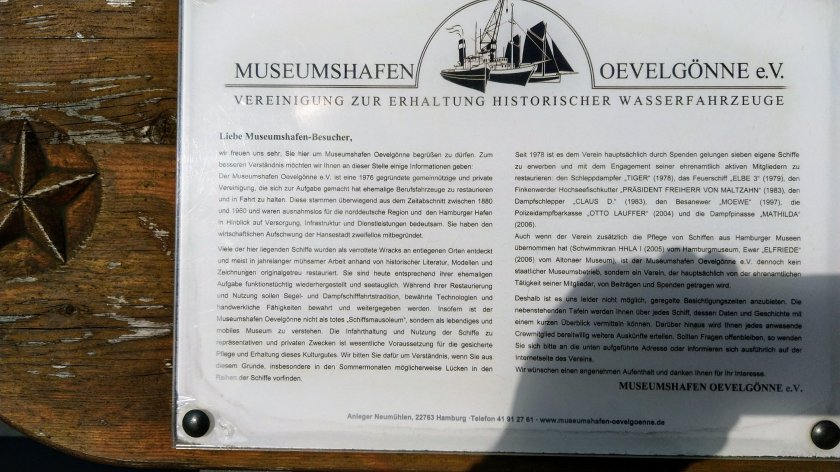 MUSEUMSHAFEN OEVELGÖNNE e.V.
VEREINIGUNG ZUR ERHALTUNG HISTORISCHER WASSERFAHRZEUGE
Liebe Museumshafen-Besucher,
wir freuen uns sehr, Sie hier um Museumshafen Oevelgönne begrüßen zu dürfen. Zum
besseren Verständnis möchten wir Ihnen an dieser Stelle einige Informationen geben:
Der Museumshafen Oevelgönne e.V. ist eine 1976 gegründete gemeinnützige und private
Vereinigung, die sich zur Aufgabe gemacht hat ehemalige Berufsfahrzeuge zu restaurieren
und in Fahrt zu halten. Diese stammen überwiegend aus dem Zeitabschnitt zwischen 1880
und 1960 und waren ausnahmslos für die norddeutsche Region und den Hamburger Hafen
in Hinblick auf Versorgung, Infrastruktur und Dienstleistungen bedeutsam. Sie haben den
wirtschaftlichen Aufschwung der Hansestadt zweifellos mitbegründet.
Viele der hier liegenden Schiffe wurden als verrottete Wracks an entlegenen Orten entdeckt
und meist in jahrelanger mühsamer Arbeit anhand von historischer Literatur, Modellen und
Zeichnungen originalgetreu restauriert. Sie sind heute entsprechend ihrer ehemaligen
Aufgabe funktionstüchtig wiederhergestellt und seetauglich. Während ihrer Restaurierung
und Nutzung sollen Segel- und Dampfschifffahrtstradition, bewährte Technologien und
handwerkliche Fähigkeiten bewahrt und weitergegeben werden. Insofern ist der
Museumshafen Oevelgönne nicht als totes „Schiffsmausoleum", sondern als lebendiges und
mobiles Museum zu verstehen. Die Infahrthaltung und Nutzung der Schiffe zu
repräsentativen und privaten Zwecken ist wesentliche Voraussetzung für die gesicherte
Pflege und Erhaltung dieses Kulturgutes. Wir bitten Sie dafür um Verständnis, wenn Sie aus
diesem Grunde, insbesondere in den Sommermonaten möglicherweise Lücken in den
Reihen der Schiffe vorfinden.
Seit 1978 ist es dem Verein hauptsächlich durch Spenden gelungen sieben eigene Schiffe
zu erwerben und mit dem Engagement seiner ehrenamtlich aktiven Mitgliedern zu
restaurieren: den Schleppdampfer „TIGER" (1978), das Feuerschiff „ELBE 3" (1979), den
Finkenwerder Hochseefischkutter „PRÄSIDENT FREIHERR VON MALTZAHN" (1983), den
Dampfschlepper „CLAUS D." (1983), den Besanewer „MOEWE" (1997), die
Polizeidampfbarkasse „OTTO LAUFFER" (2004) und die Dampfpinasse „MATHILDA"
(2006).
Auch wenn der Verein zusätzlich die Pflege von Schiffen aus Hamburger Museen
übernommen hat (Schwimmkran HHLA I (2005) vom Hamburgmuseum, Ewer „ELFRIEDE"
(2006) vom Altonaer Museum), ist der Museumshafen Oevelgönne e.V. dennoch kein
staatlicher Museumsbetrieb, sondern ein Verein, der hauptsächlich von der ehrenamtlichen
Tätigkeit seiner Mitglieder, von Beiträgen und Spenden getragen wird.
Deshalb ist es uns leider nicht möglich, geregelte Besichtigungszeiten anzubieten. Die
nebenstehenden Tafeln werden Ihnen über jedes Schiff, dessen Daten und Geschichte mit
einem kurzen Überblick vermitteln können. Darüber hinaus wird Ihnen jedes anwesende
Crewmitglied bereitwillig weitere Auskünfte erteilen. Sollten Fragen offenbleiben, so wenden
Sie sich bitte an die unten aufgeführte Adresse oder informieren sich ausführlich auf der
Internetseite des Vereins.
Wir wünschen einen angenehmen Aufenthalt und danken Ihnen für Ihr Interesse.
MUSEUMSHAFEN OEVELGÖNNE e.V.
Anleger Neumühlen, 22763 Hamburg ·Telefon 41 91 27 61 · www.museumshafen-oevelgoenne.de